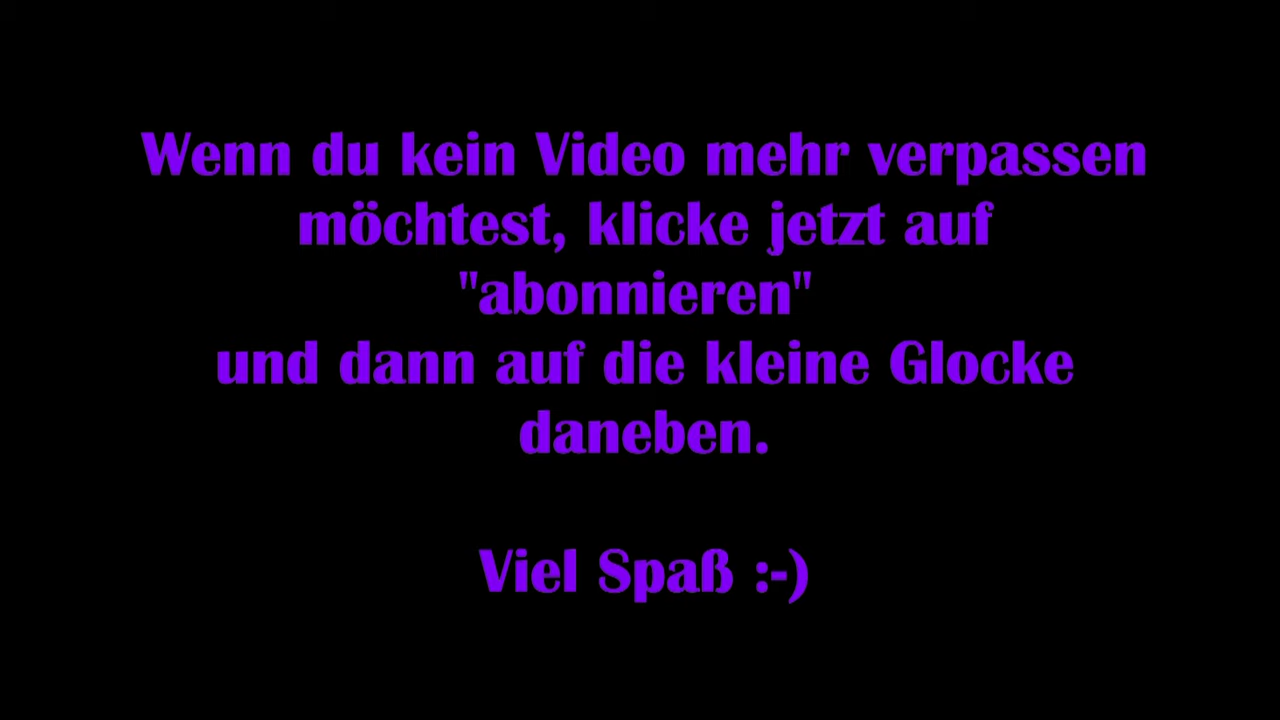 Wenn du kein Video mehr verpassen
möchtest, klicke jetzt auf
"abonnieren"
und dann auf die kleine Glocke
daneben.
Viel Spaß :-)